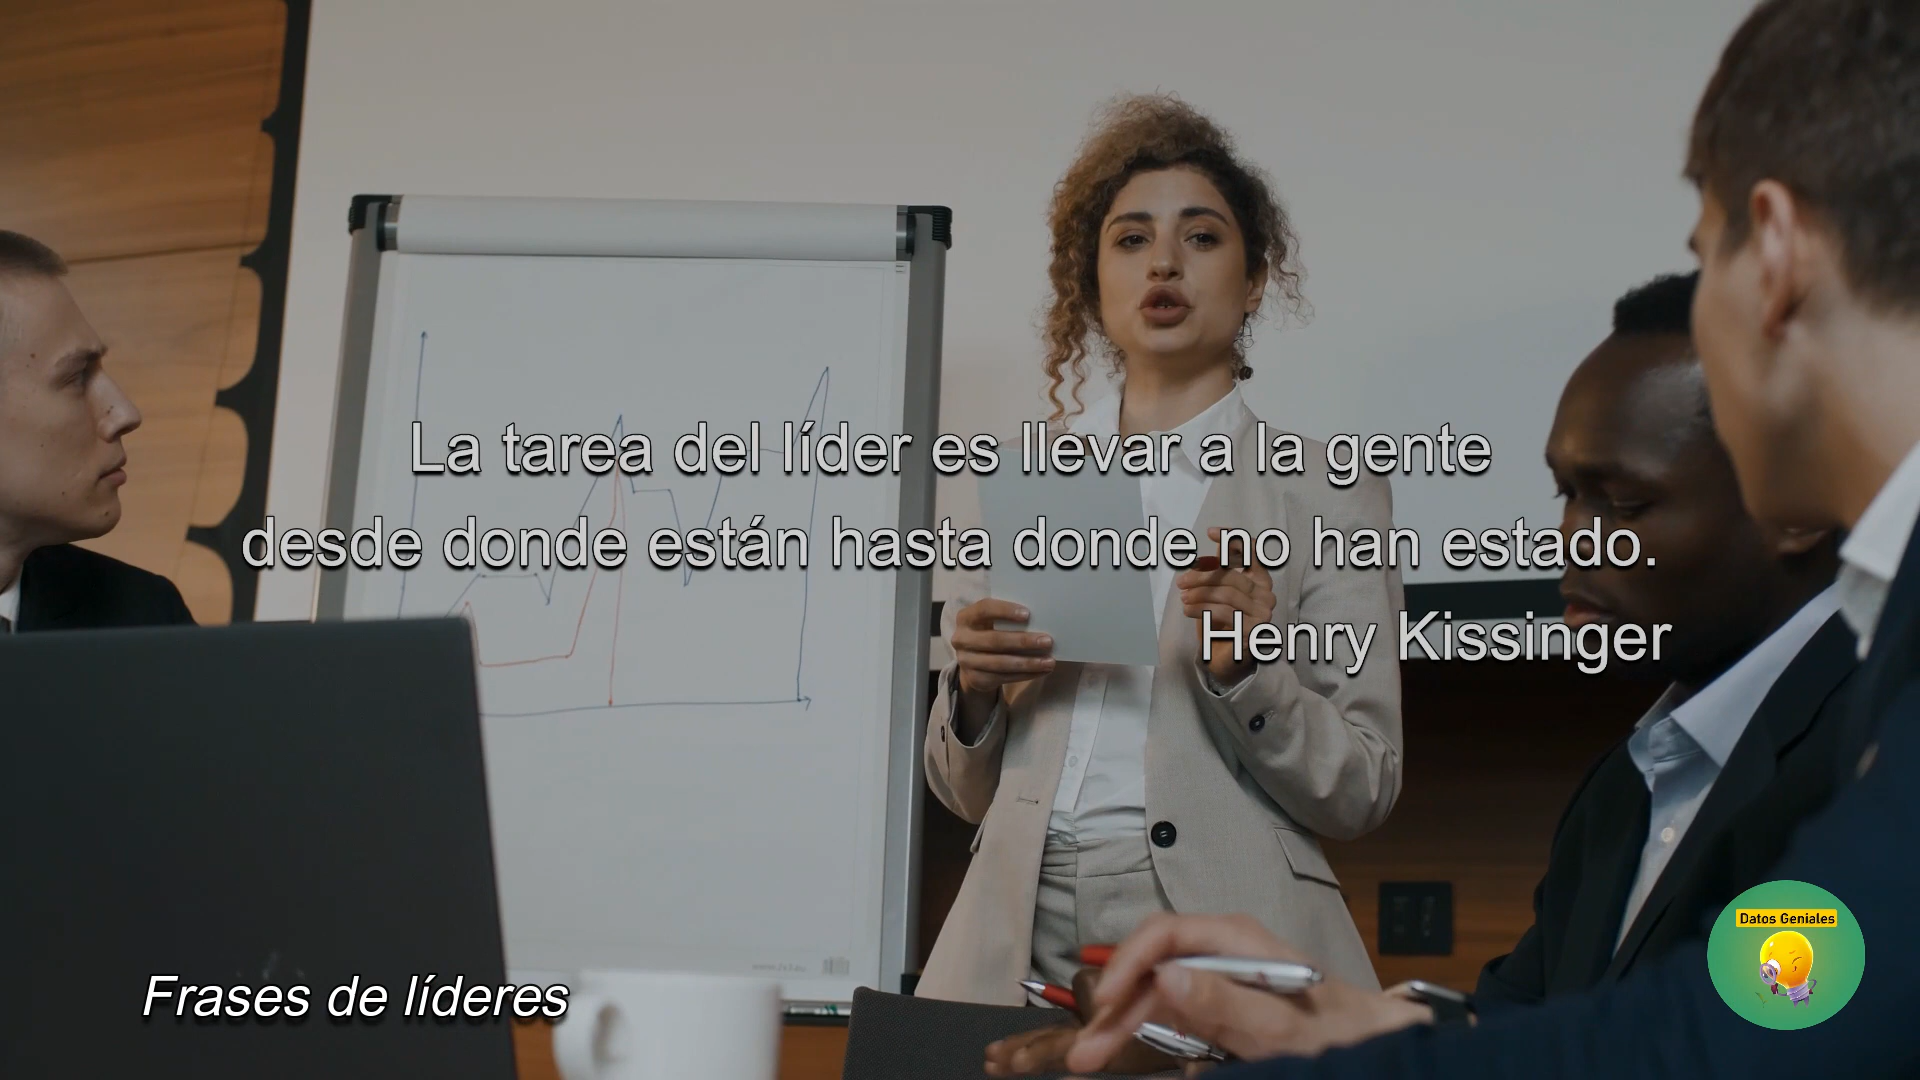 La tarea del líder es llevar a la gente
desde donde están hasta donde no han estado.
Henry Kissinger
Frases de líderes
Datos Geniales